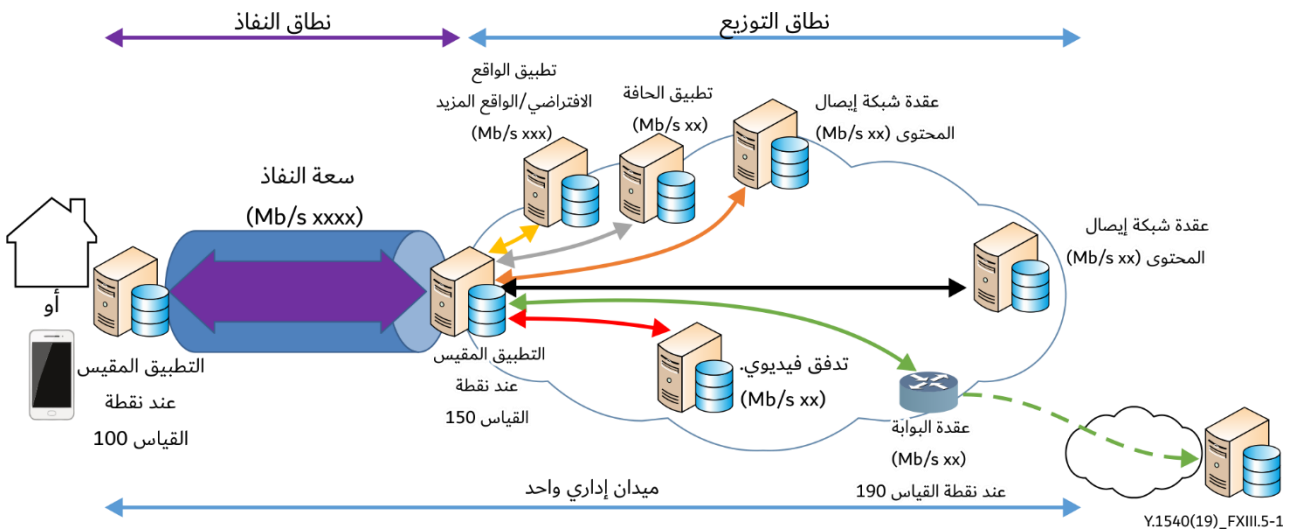 نطاق النفاذ
نطاق التوزيع
تطبيق الواقع
الافتراضي/الواقع المزيد
(Mb/s xxx)
تطبيق الحافة
(Mb/s xx)
عقدة شبكة إيصال
المحتوى (Mb/s xx)
سعة النفاذ
(Mb/s xxxx)
عقدة شبكة إيصال
المحتوى (Mb/s xx)
أو
التطبيق المقيس
عند نقطة
القياس 100
التطبيق المقيس
عند نقطة
القياس 150
تدفق فيديوي.
(Mb/s xx)
عقدة البوابة
(Mb/s xx)
عند نقطة القياس 190
ميدان إداري واحد
Y.1540(19)_FXIII.5-1